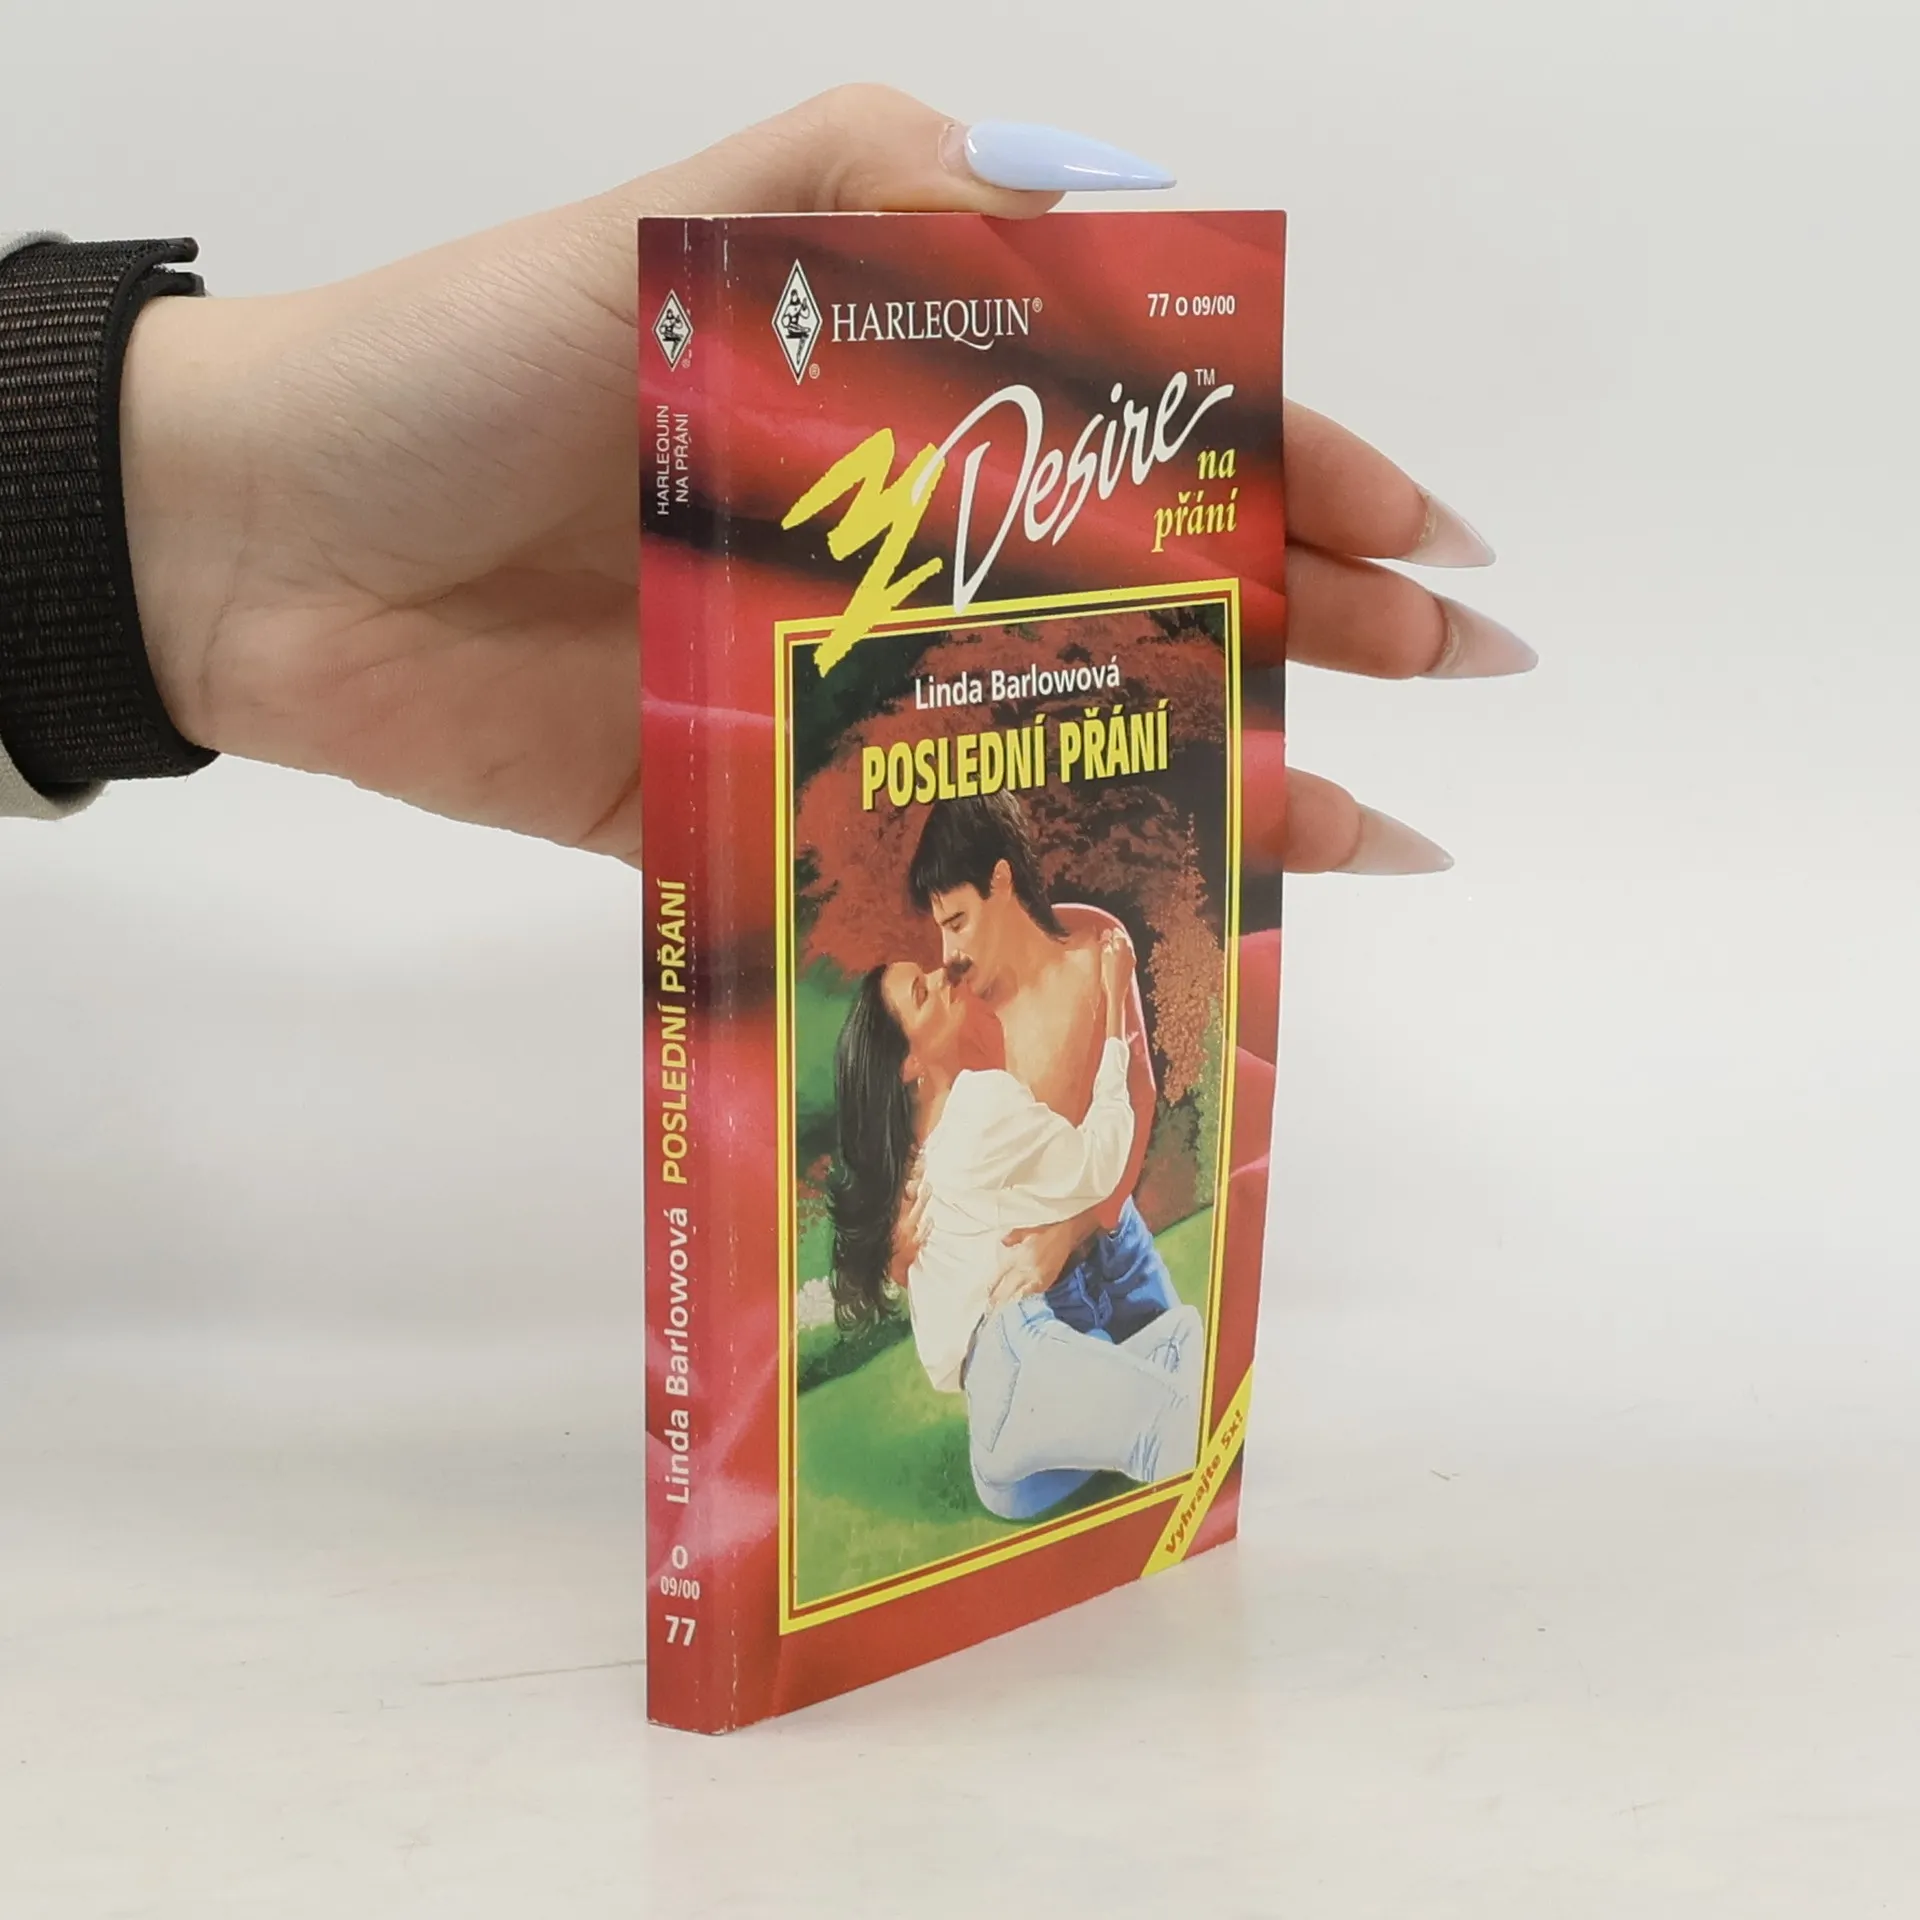 HARLEQUIN®
77 O 09/00
Desire™
na
přání
Linda Barlowová
POSLEDNÍ PŘÁNÍ
Vyhrajte 5x!
HARLEQUIN
NA PŘÁNÍ
Linda Barlowová POSLEDNÍ PŘÁNÍ
O
09/00
77